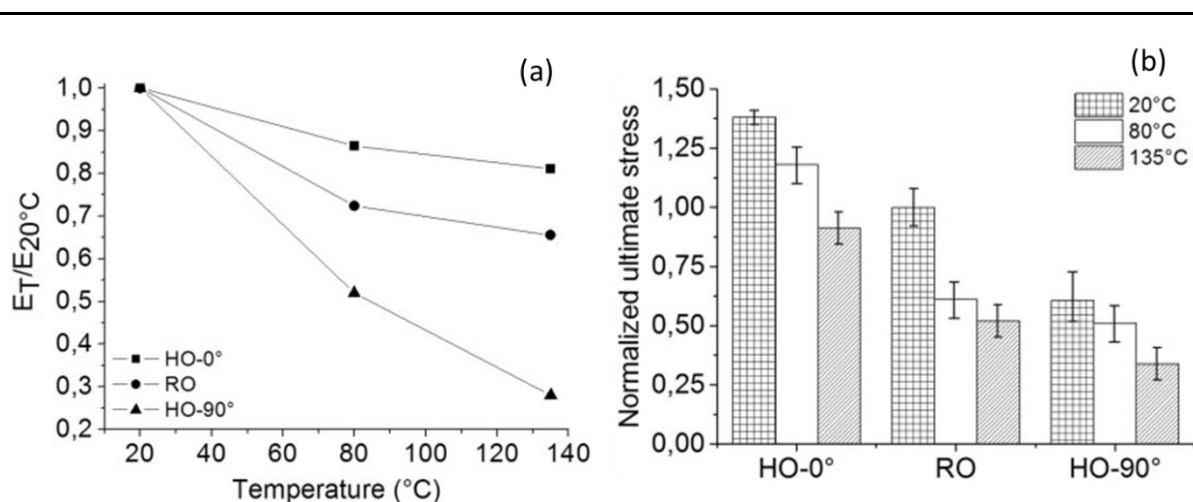 (a)
1,0
0,9
0,8
0,7
0,6
0,5
0,4
0,3
0,2
E_T/E_20°C
HO-0°
RO
HO-90°
20 40 60 80 100 120 140
Temperature (°C)
(b)
1,50
1,25
1,00
0,75
0,50
0,25
0,00
Normalized ultimate stress
20°C
80°C
135°C
HO-0° RO HO-90°